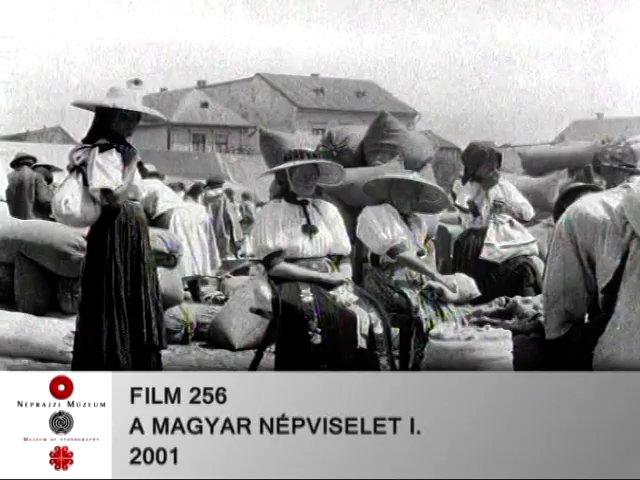 NÉPRAJZI MÚZEUM
MUSEUM OF ETHNOGRAPHY
FILM 256
A MAGYAR NÉPVISELET I.
2001